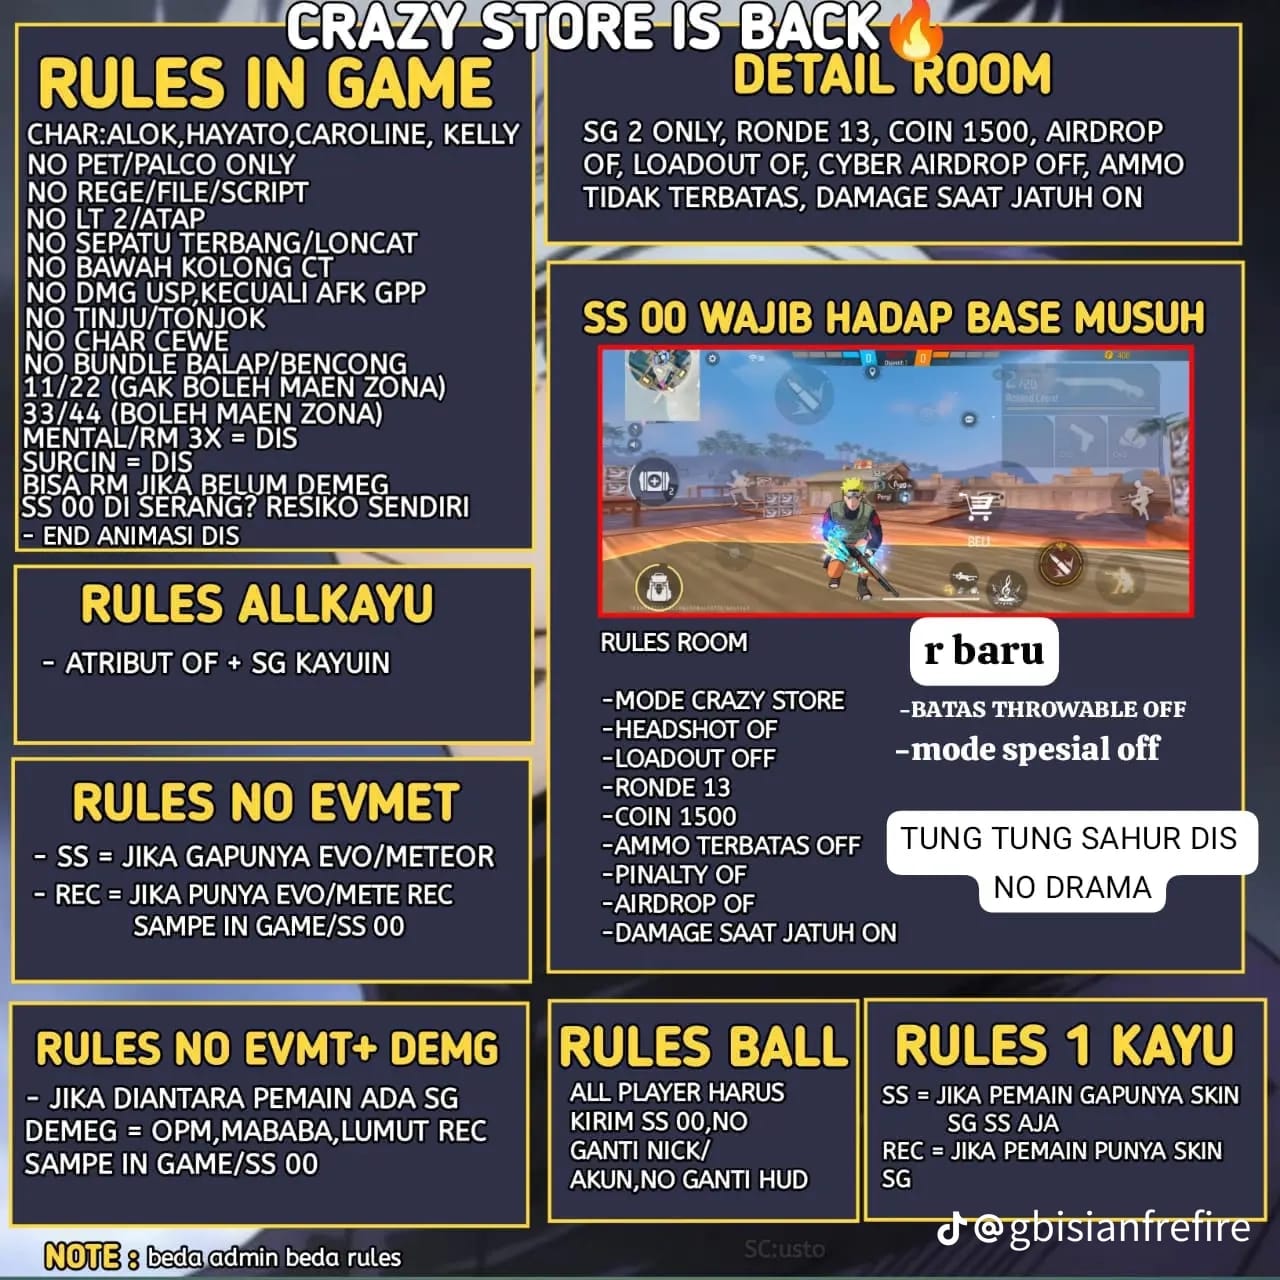 CRAZY STORE IS BACK🔥
RULES IN GAME
CHAR:ALOK,HAYATO,CAROLINE, KELLY
NO PET/PALCO ONLY
NO REGE/FILE/SCRIPT
NO LT 2/ATAP
NO SEPATU TERBANG/LONCAT
NO BAWAH KOLONG CT
NO DMG USP,KECUALI AFK GPP
NO TINJU/TONJOK
NO CHAR CEWE
NO BUNDLE BALAP/BENCONG
11/22 (GAK BOLEH MAEN ZONA)
33/44 (BOLEH MAEN ZONA)
MENTAL/RM 3X = DIS
SURCIN = DIS
BISA RM JIKA BELUM DEMEG
SS 00 DI SERANG? RESIKO SENDIRI
- END ANIMASI DIS
RULES ALLKAYU
- ATRIBUT OF + SG KAYUIN
RULES NO EVMET
- SS = JIKA GAPUNYA EVO/METEOR
- REC = JIKA PUNYA EVO/METE REC
SAMPE IN GAME/SS 00
RULES NO EVMT+ DEMG
- JIKA DIANTARA PEMAIN ADA SG
DEMEG = OPM,MABABA,LUMUT REC
SAMPE IN GAME/SS 00
NOTE : beda admin beda rules
DETAIL ROOM
SG 2 ONLY, RONDE 13, COIN 1500, AIRDROP
OF, LOADOUT OF, CYBER AIRDROP OFF, AMMO
TIDAK TERBATAS, DAMAGE SAAT JATUH ON
SS 00 WAJIB HADAP BASE MUSUH
0 0
400
2/20
2
Pergi
BELI
RULES ROOM
-MODE CRAZY STORE
-HEADSHOT OF
-LOADOUT OFF
-RONDE 13
-COIN 1500
-AMMO TERBATAS OFF
-PINALTY OF
-AIRDROP OF
-DAMAGE SAAT JATUH ON
r baru
-BATAS THROWABLE OFF
-mode spesial off
TUNG TUNG SAHUR DIS
NO DRAMA
RULES BALL
ALL PLAYER HARUS
KIRIM SS 00,NO
GANTI NICK/
AKUN,NO GANTI HUD
RULES 1 KAYU
SS = JIKA PEMAIN GAPUNYA SKIN
SG SS AJA
REC = JIKA PEMAIN PUNYA SKIN
SG
@gbisianfrefire
SC:usto